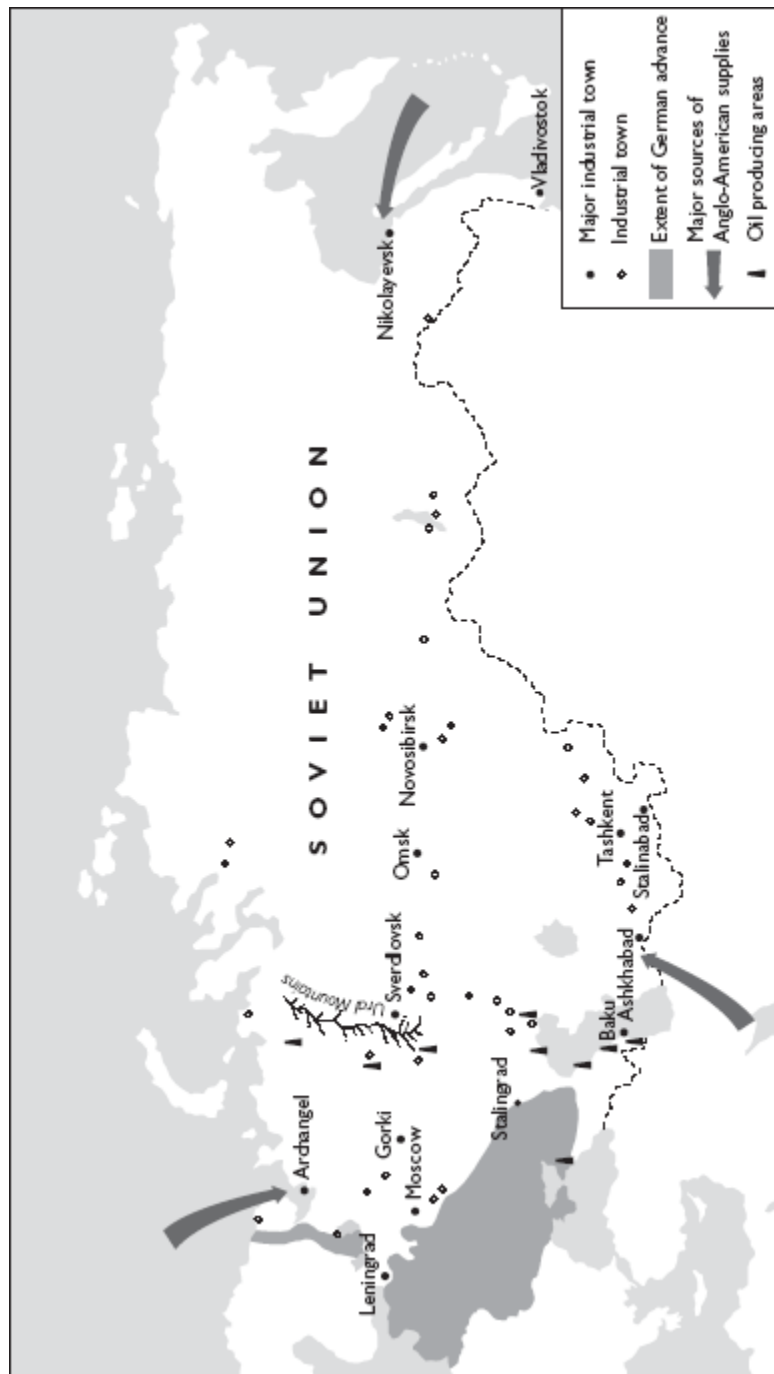 SOVIET UNION
Ural Mountains
Archangel
Leningrad
Gorki
Moscow
Sverdlovsk
Omsk
Novosibirsk
Nikolayevsk
Vladivostok
Stalingrad
Baku
Ashkhabad
Tashkent
Stalinabad
Major industrial town
Industrial town
Extent of German advance
Major sources of
Anglo-American supplies
Oil producing areas